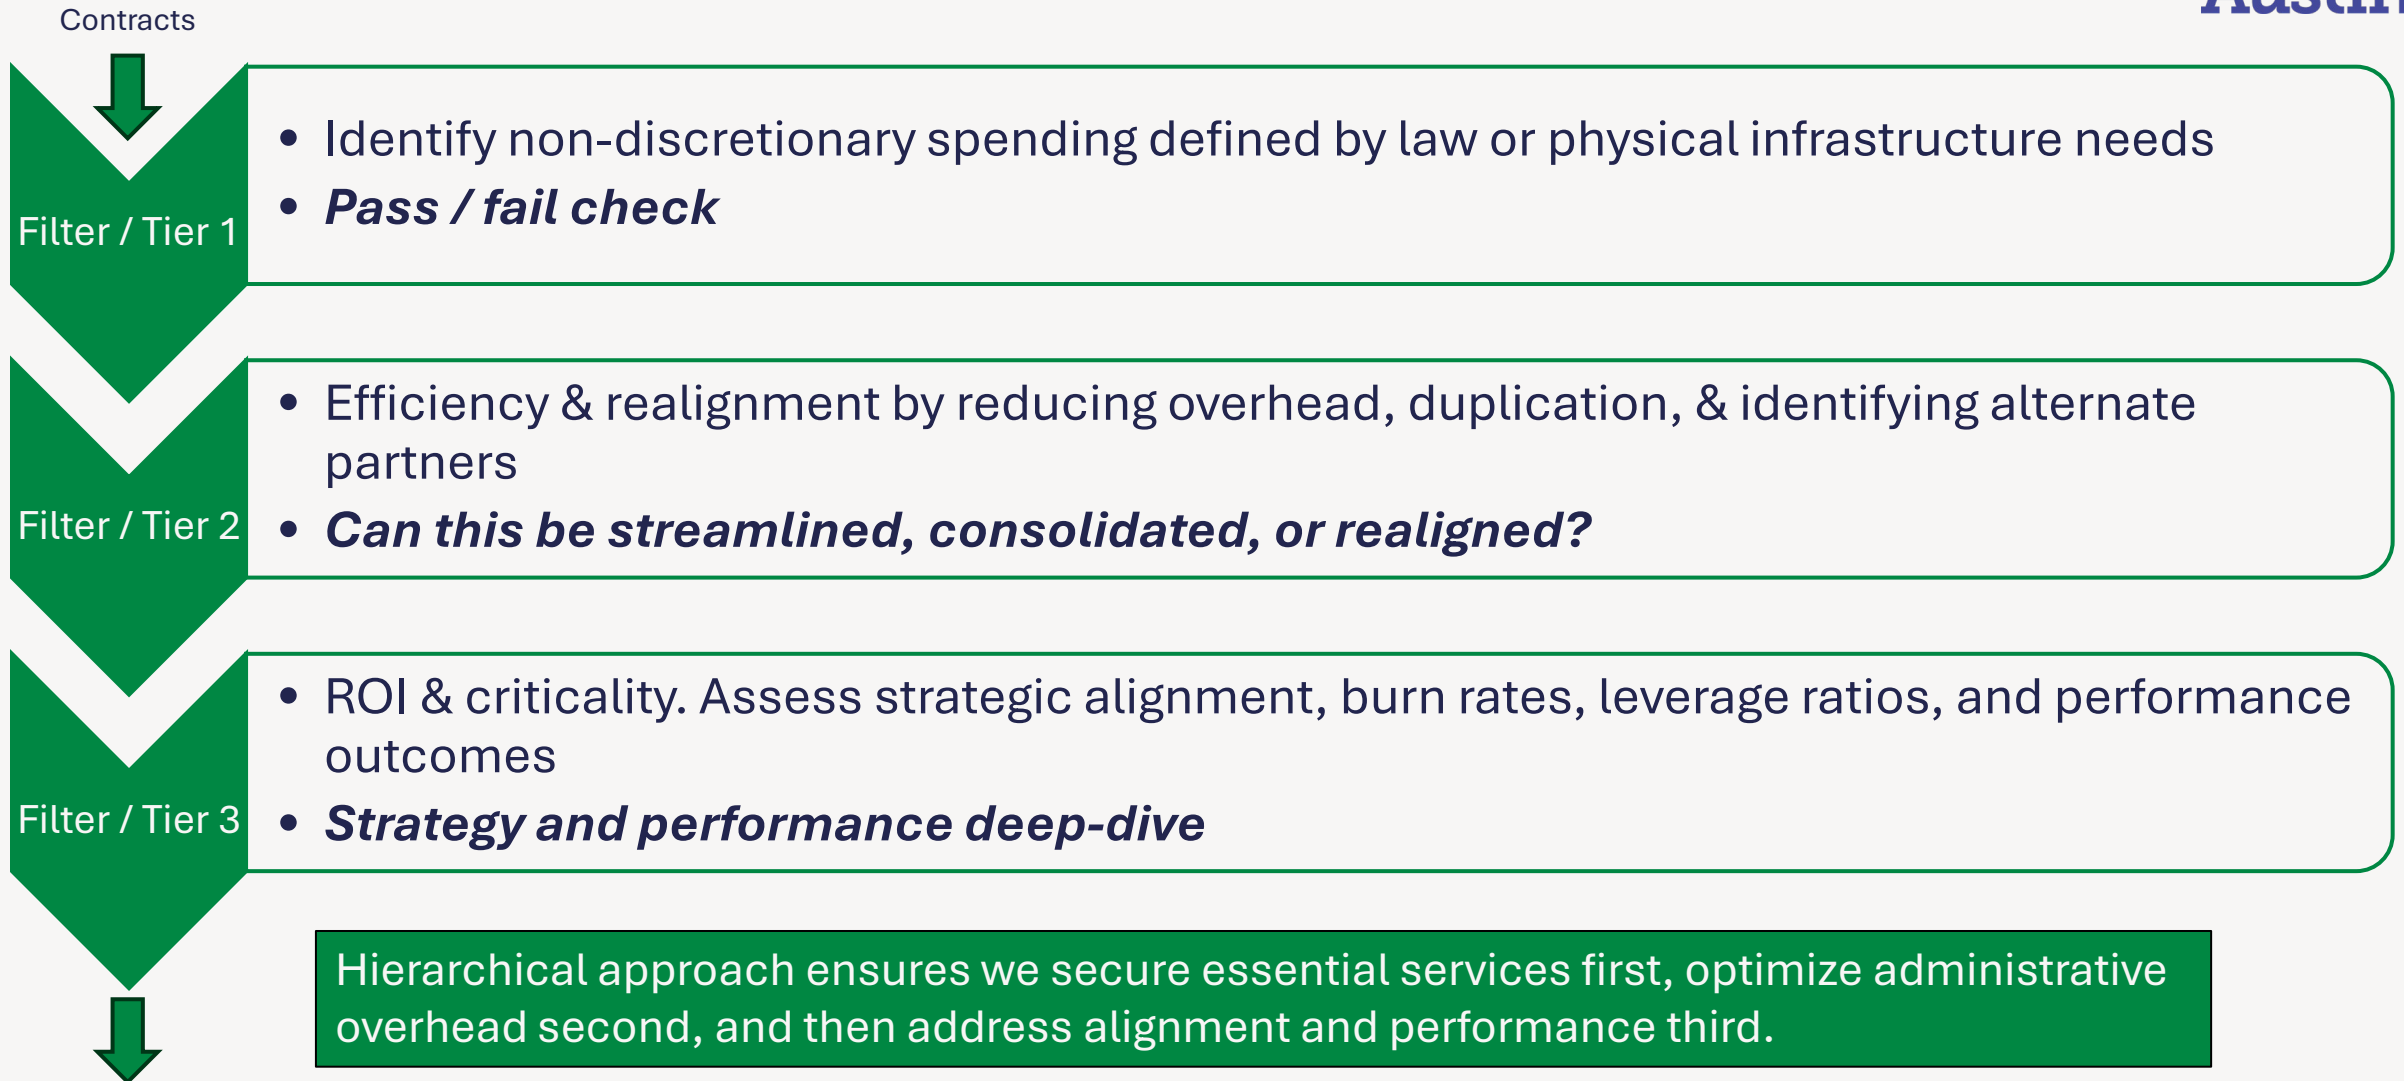 Contracts
• Identify non-discretionary spending defined by law or physical infrastructure needs
• Pass / fail check
Filter / Tier 1
• Efficiency & realignment by reducing overhead, duplication, & identifying alternate
partners
• Can this be streamlined, consolidated, or realigned?
Filter / Tier 2
• ROI & criticality. Assess strategic alignment, burn rates, leverage ratios, and performance
outcomes
• Strategy and performance deep-dive
Filter / Tier 3
Hierarchical approach ensures we secure essential services first, optimize administrative
overhead second, and then address alignment and performance third.